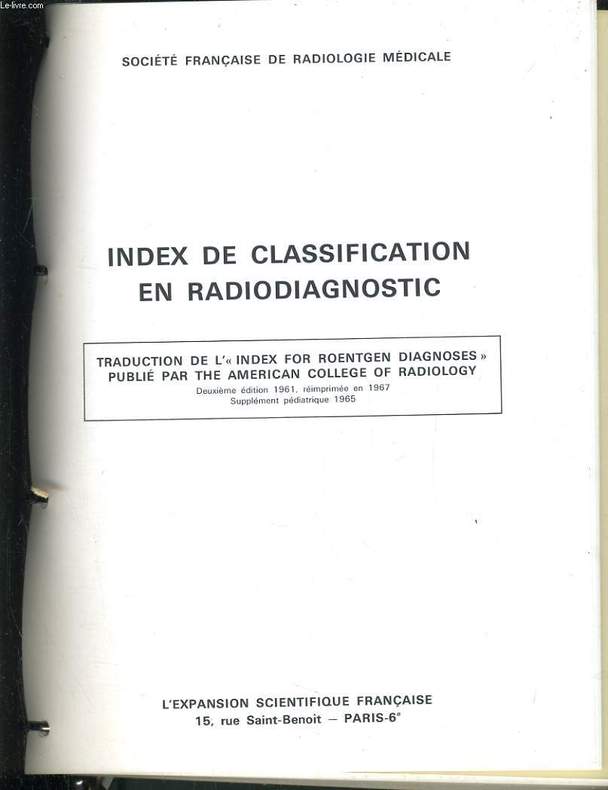 Le-livre.com
SOCIÉTÉ FRANÇAISE DE RADIOLOGIE MÉDICALE
INDEX DE CLASSIFICATION
EN RADIODIAGNOSTIC
TRADUCTION DE L'« INDEX FOR ROENTGEN DIAGNOSES »
PUBLIÉ PAR THE AMERICAN COLLEGE OF RADIOLOGY
Deuxième édition 1961, réimprimée en 1967
Supplément pédiatrique 1965
L'EXPANSION SCIENTIFIQUE FRANÇAISE
15, rue Saint-Benoit — PARIS-6e